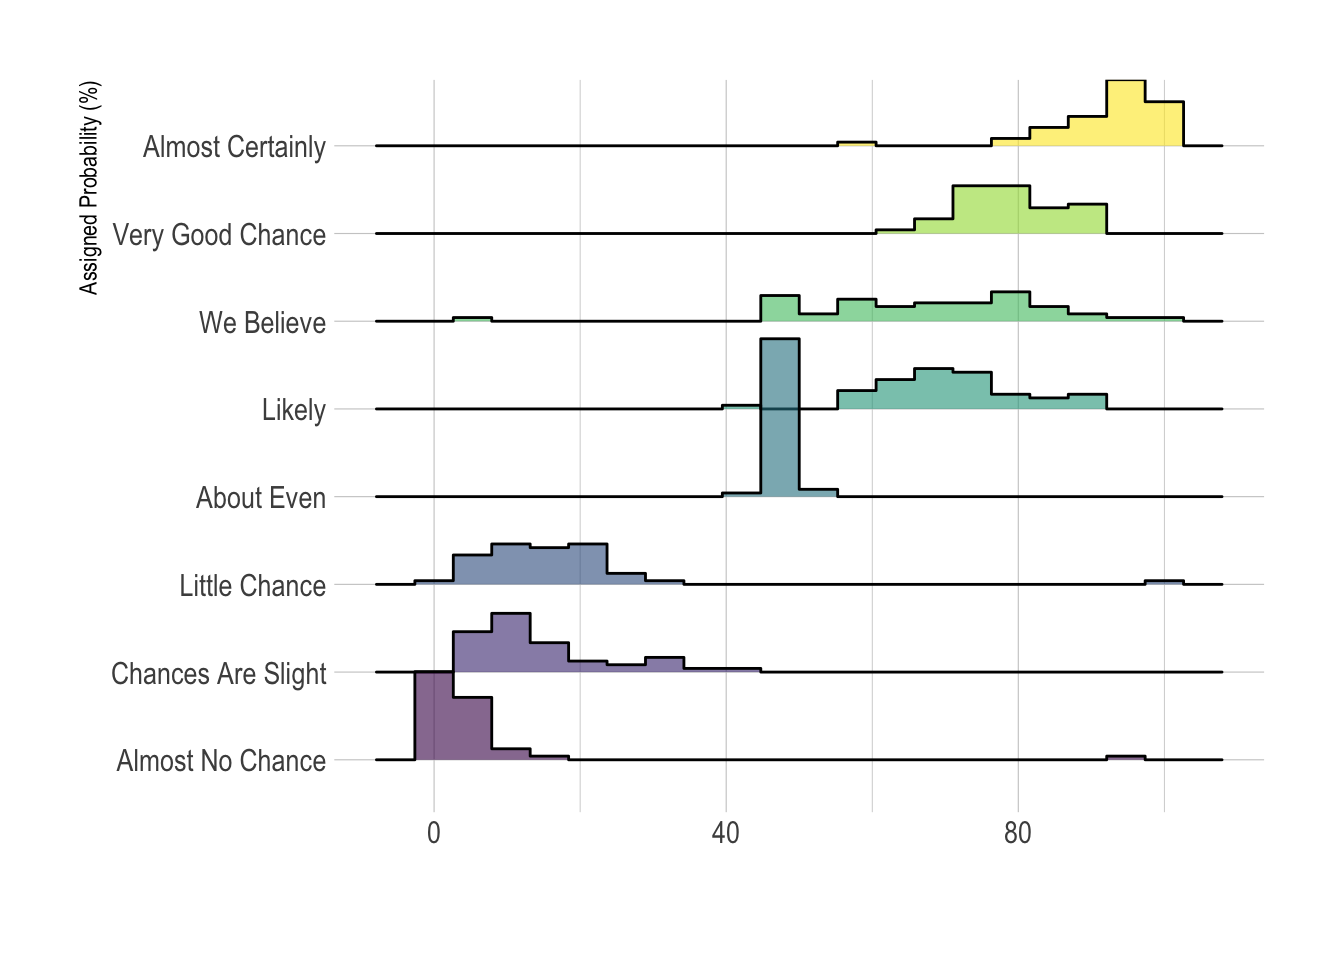 Assigned Probability (%)
Almost Certainly
Very Good Chance
We Believe
Likely
About Even
Little Chance
Chances Are Slight
Almost No Chance
0
40
80